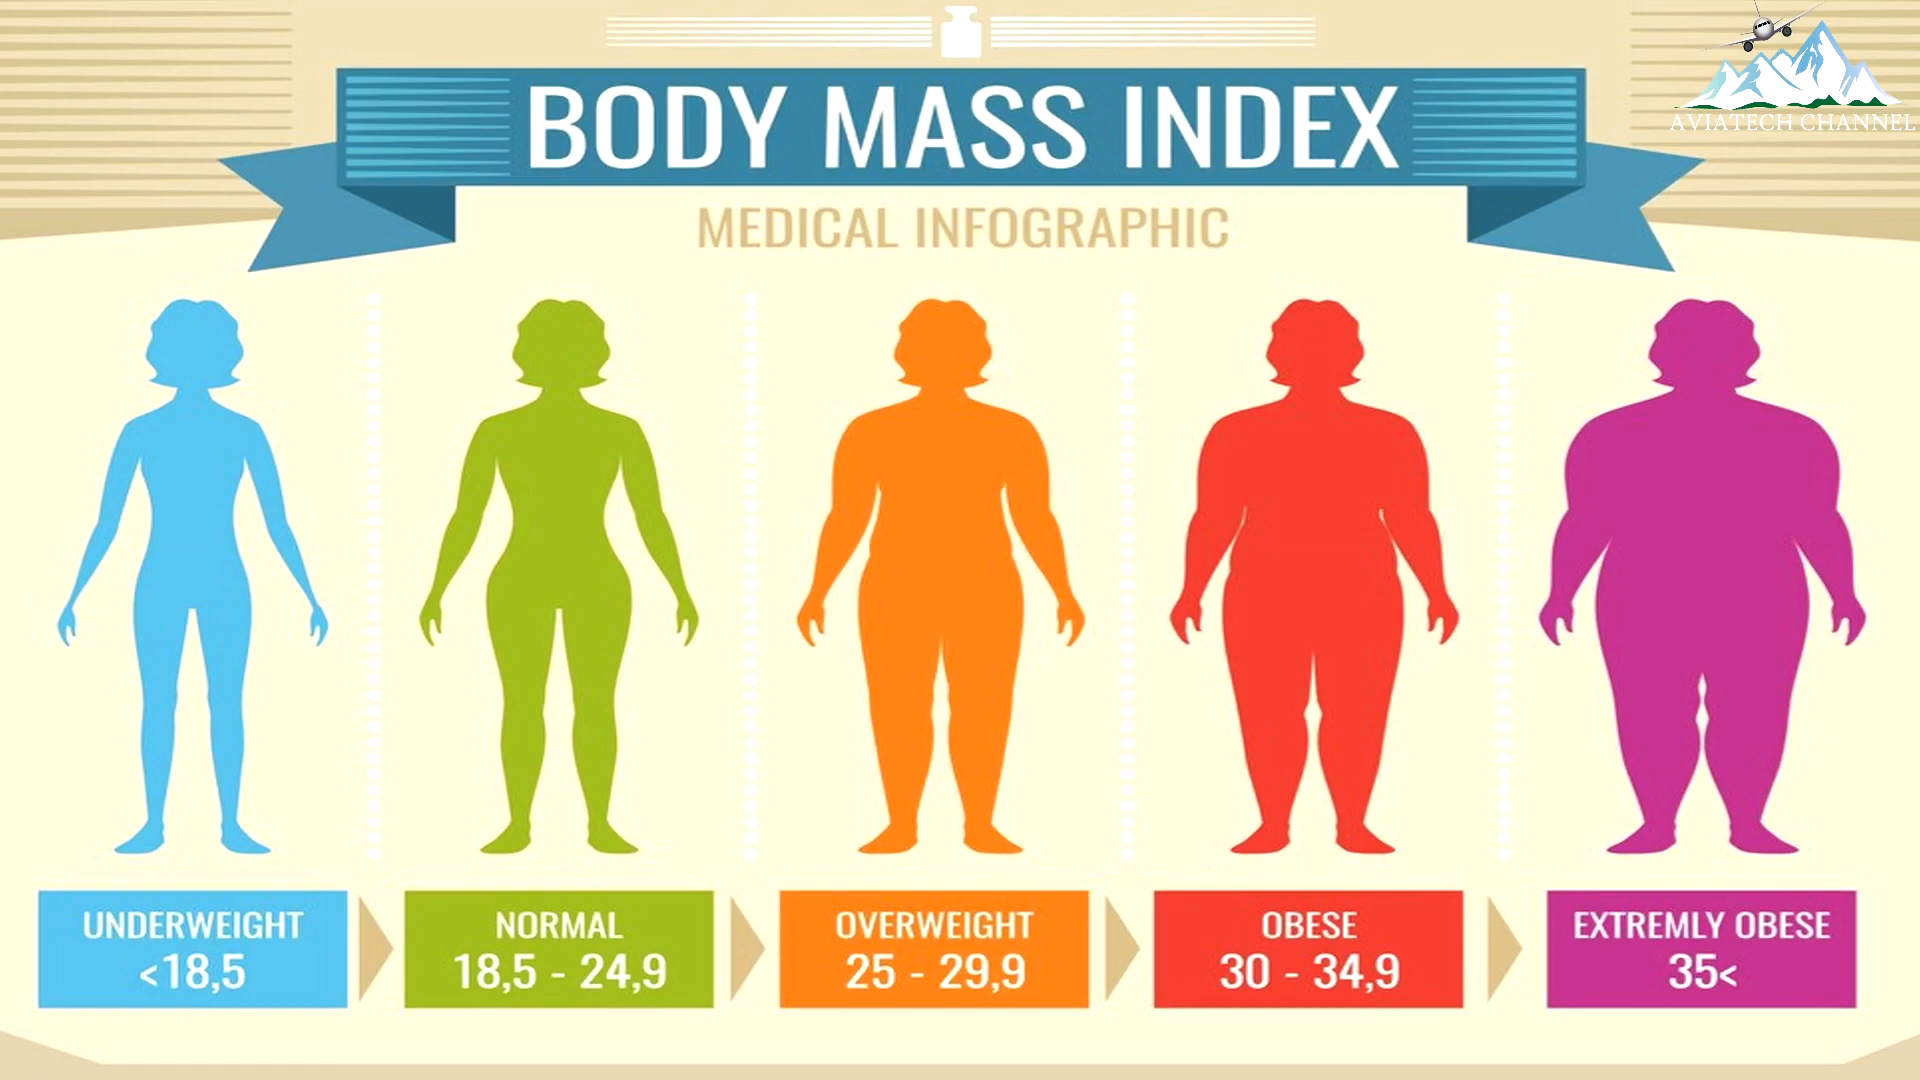 BODY MASS INDEX
AVIATECH CHANNEL
MEDICAL INFOGRAPHIC
UNDERWEIGHT
<18,5
NORMAL
18,5 - 24,9
OVERWEIGHT
25 - 29,9
OBESE
30 - 34,9
EXTREMLY OBESE
35<